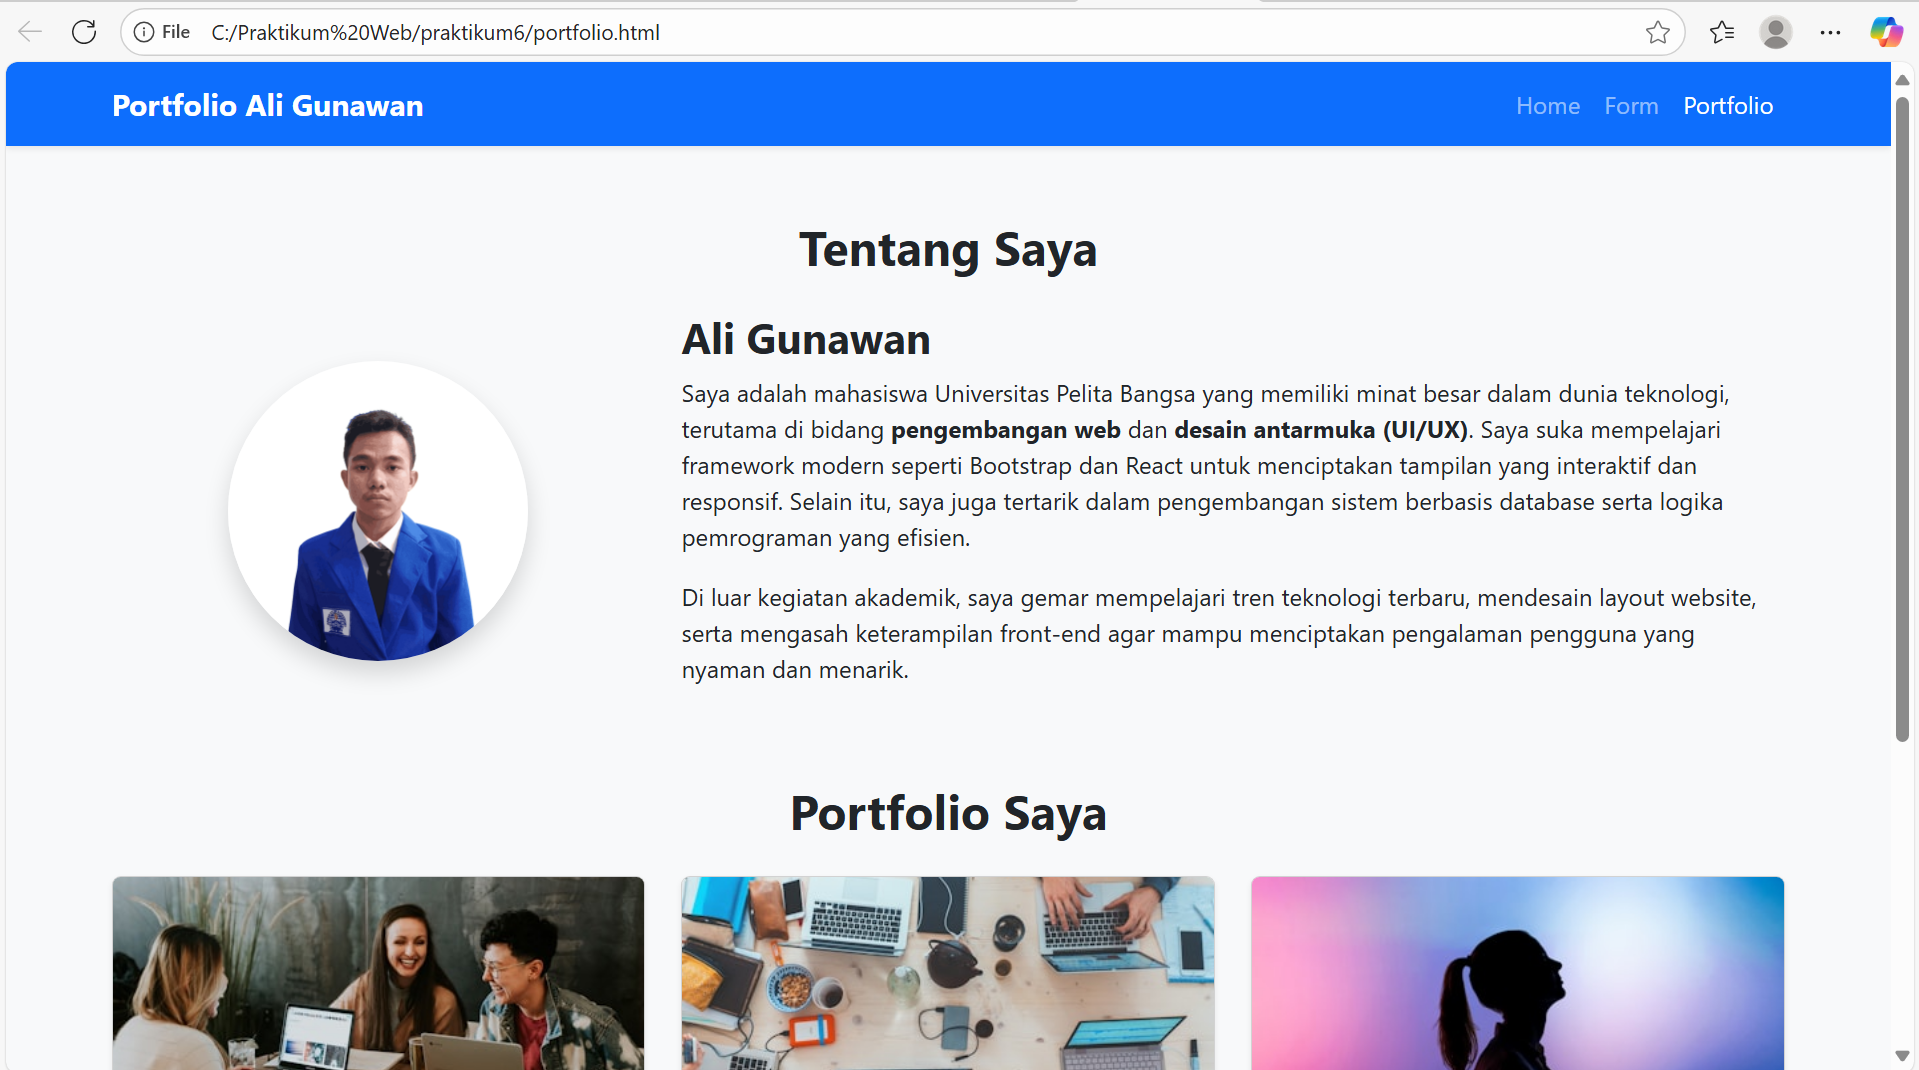 File C:/Praktikum%20Web/praktikum6/portfolio.html
Portfolio Ali Gunawan Home Form Portfolio
Tentang Saya
Ali Gunawan
Saya adalah mahasiswa Universitas Pelita Bangsa yang memiliki minat besar dalam dunia teknologi,
terutama di bidang pengembangan web dan desain antarmuka (UI/UX). Saya suka mempelajari
framework modern seperti Bootstrap dan React untuk menciptakan tampilan yang interaktif dan
responsif. Selain itu, saya juga tertarik dalam pengembangan sistem berbasis database serta logika
pemrograman yang efisien.
Di luar kegiatan akademik, saya gemar mempelajari tren teknologi terbaru, mendesain layout website,
serta mengasah keterampilan front-end agar mampu menciptakan pengalaman pengguna yang
nyaman dan menarik.
Portfolio Saya